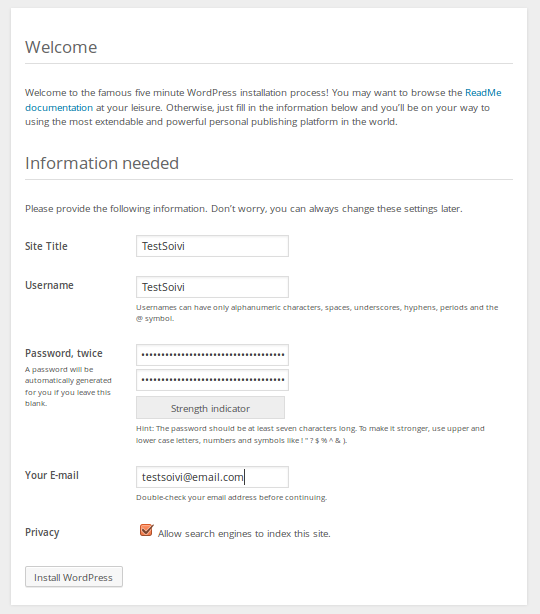 Welcome
Welcome to the famous five minute WordPress installation process! You may want to browse the ReadMe
documentation at your leisure. Otherwise, just fill in the information below and you'll be on your way to
using the most extendable and powerful personal publishing platform in the world.
Information needed
Please provide the following information. Don't worry, you can always change these settings later.
Site Title
TestSoivi
Username
TestSoivi
Usernames can have only alphanumeric characters, spaces, underscores, hyphens, periods and the
@ symbol.
Password, twice
A password will be
automatically generated
for you if you leave this
blank.
Strength indicator
Hint: The password should be at least seven characters long. To make it stronger, use upper and
lower case letters, numbers and symbols like ! " ? $ % ^ & ).
Your E-mail
testsoivi@email.com
Double-check your email address before continuing.
Privacy
Allow search engines to index this site.
Install WordPress